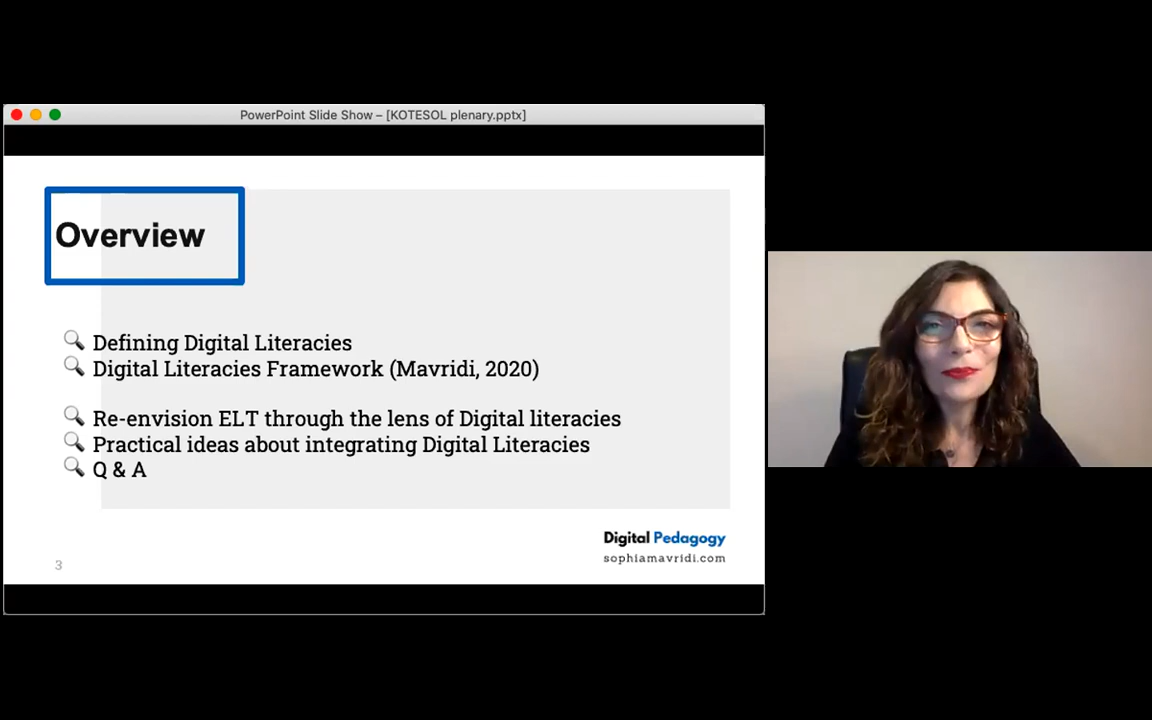 PowerPoint Slide Show – [KOTESOL plenary.pptx]
Overview
Defining Digital Literacies
Digital Literacies Framework (Mavridi, 2020)
Re-envision ELT through the lens of Digital literacies
Practical ideas about integrating Digital Literacies
Q & A
Digital Pedagogy
sophiamavridi.com
3